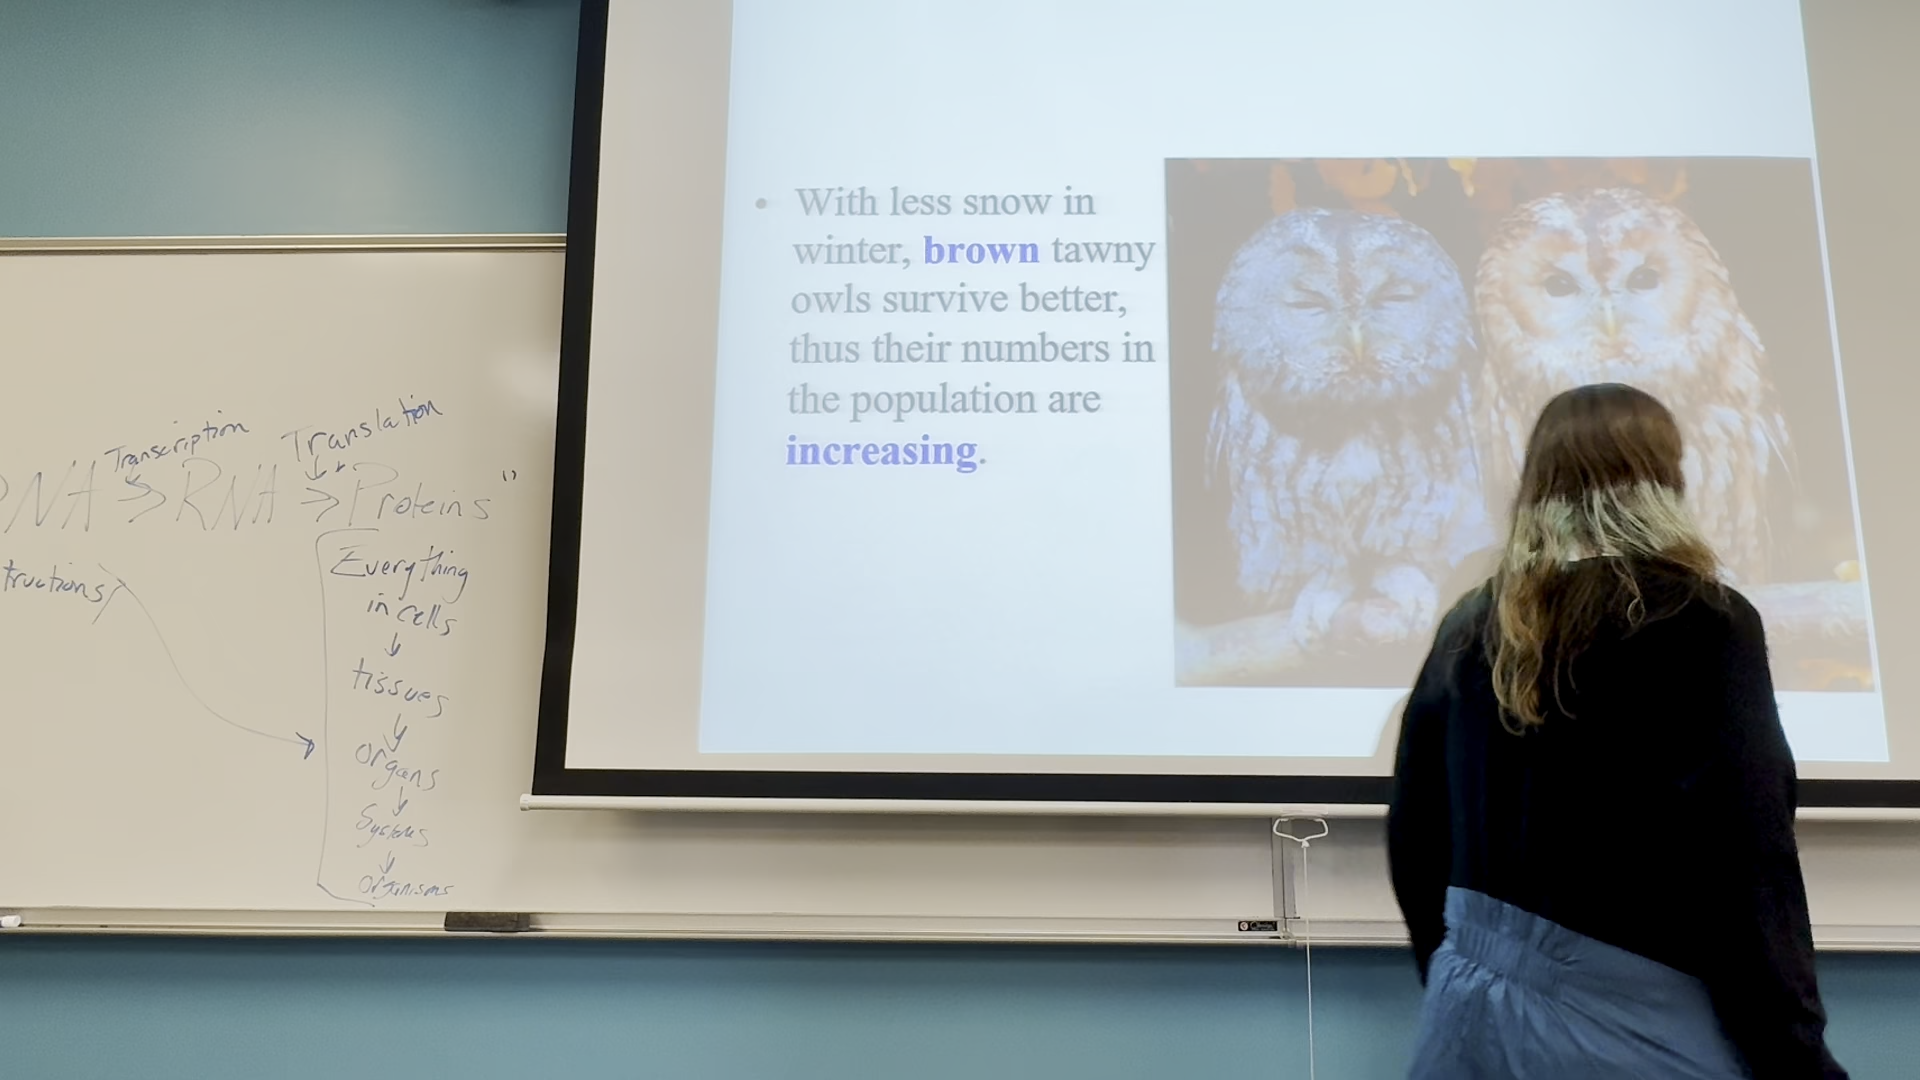 Transcription Translation
NA > RNA > Proteins"
tructions)
Everything
in cells
tissues
organs
Systems
organisms
• With less snow in
winter, brown tawny
owls survive better,
thus their numbers in
the population are
increasing.